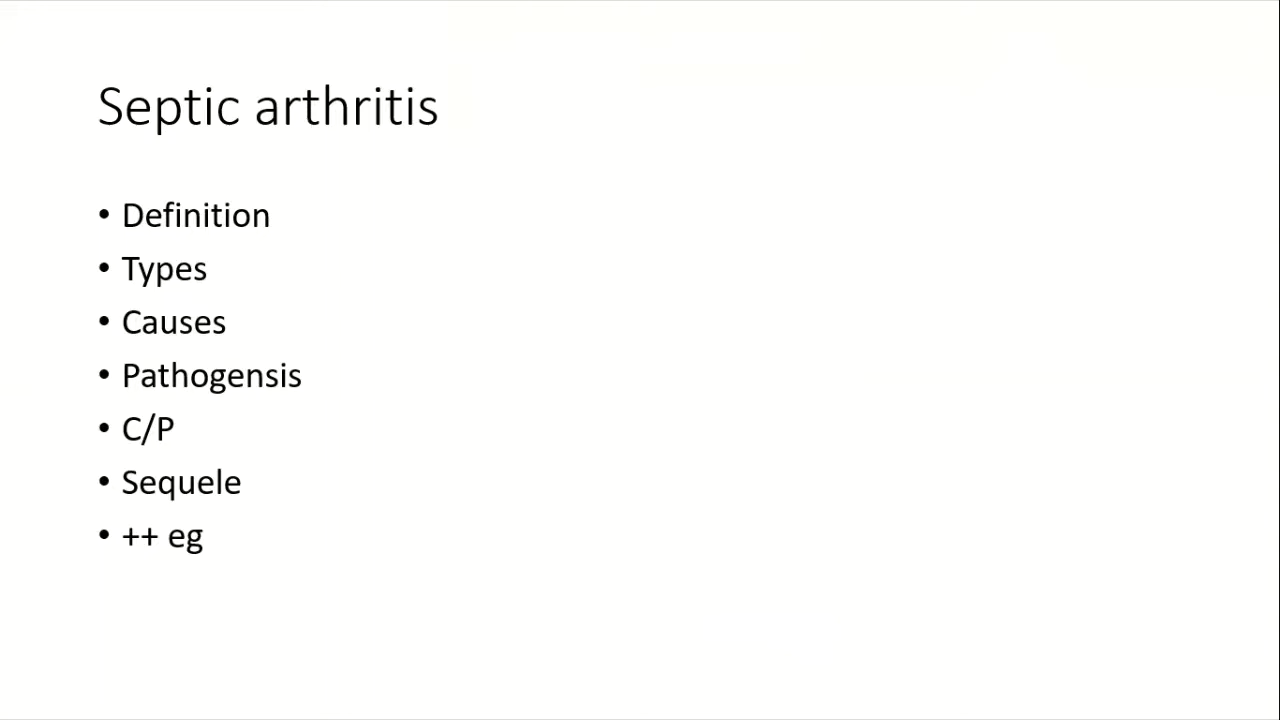 Septic arthritis
• Definition
• Types
• Causes
• Pathogensis
• C/P
• Sequele
• ++ eg